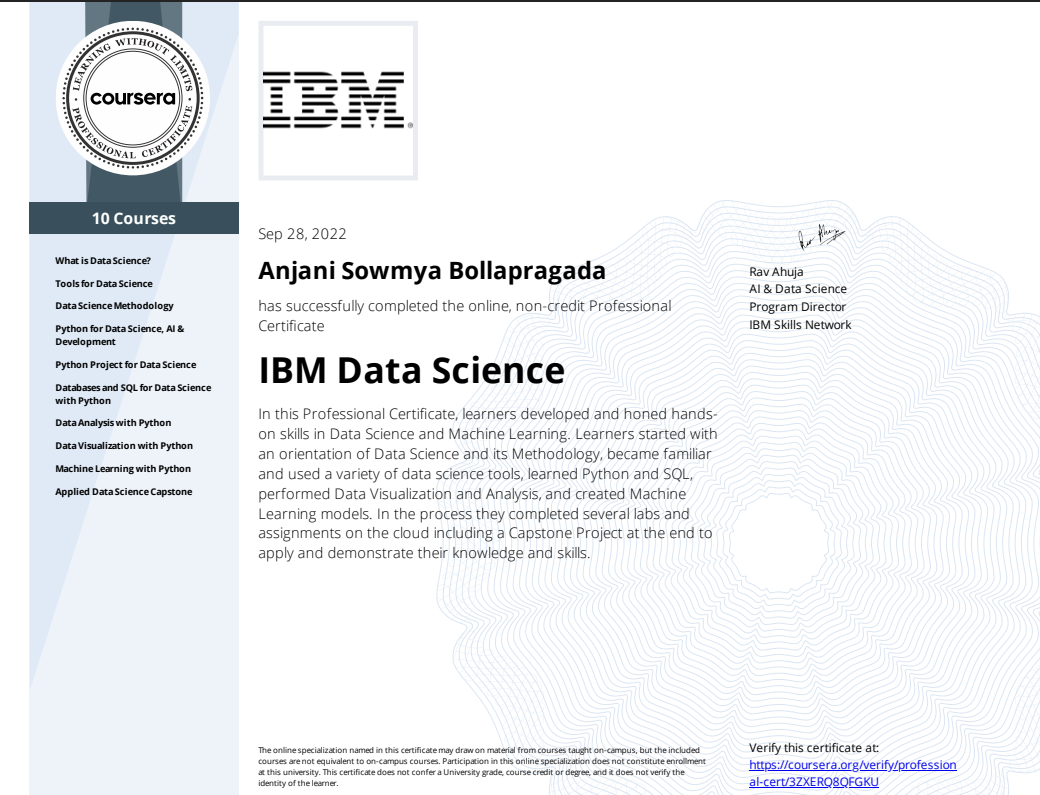 LEARNING WITHOUT LIMITS
coursera
PROFESSIONAL CERTIFICATE
IBM
®
10 Courses
What is Data Science?
Tools for Data Science
Data Science Methodology
Python for Data Science, AI &
Development
Python Project for Data Science
Databases and SQL for Data Science
with Python
Data Analysis with Python
Data Visualization with Python
Machine Learning with Python
Applied Data Science Capstone
Sep 28, 2022
Anjani Sowmya Bollapragada
has successfully completed the online, non-credit Professional
Certificate
IBM Data Science
In this Professional Certificate, learners developed and honed hands-
on skills in Data Science and Machine Learning. Learners started with
an orientation of Data Science and its Methodology, became familiar
and used a variety of data science tools, learned Python and SQL,
performed Data Visualization and Analysis, and created Machine
Learning models. In the process they completed several labs and
assignments on the cloud including a Capstone Project at the end to
apply and demonstrate their knowledge and skills.
Rav Ahuja
Rav Ahuja
AI & Data Science
Program Director
IBM Skills Network
The online specialization named in this certificate may draw on material from courses taught on-campus, but the included
courses are not equivalent to on-campus courses. Participation in this online specialization does not constitute enrollment
at this university. This certificate does not confer a University grade, course credit or degree, and it does not verify the
identity of the learner.
Verify this certificate at:
https://coursera.org/verify/profession
al-cert/3ZXERQ8QFGKU